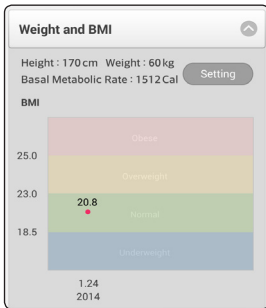 Weight and BMI
Height : 170 cm Weight : 60 kg
Basal Metabolic Rate : 1512 Cal
Setting
BMI
Obese
25.0
Overweight
23.0
20.8
Normal
18.5
Underweight
1.24
2014